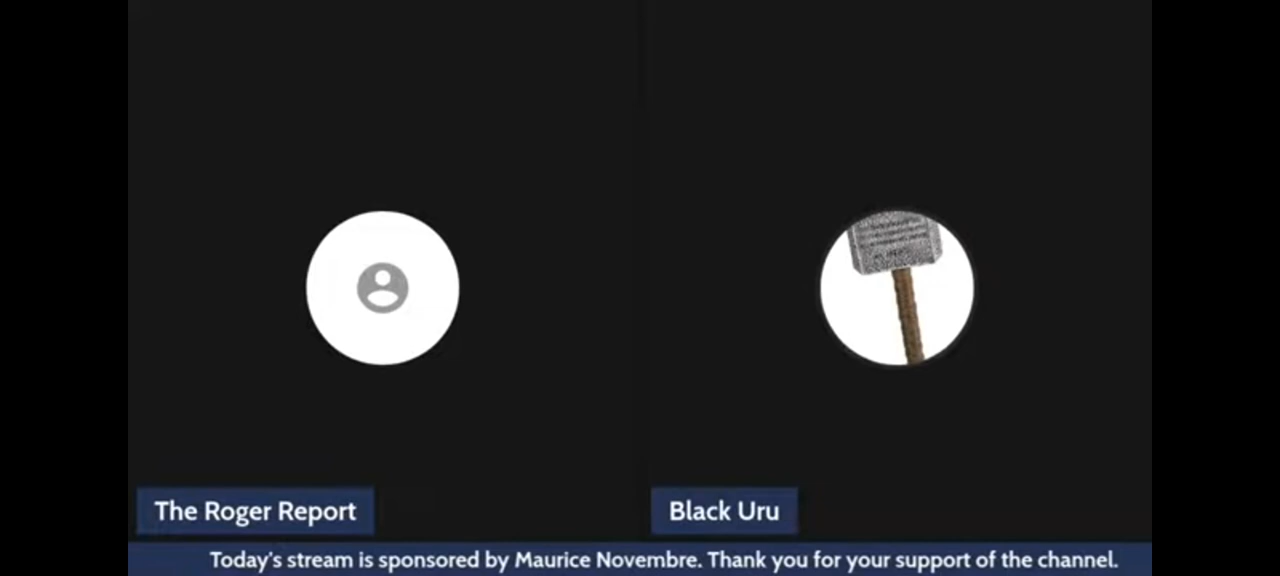 The Roger Report
Black Uru
Today's stream is sponsored by Maurice Novembre. Thank you for your support of the channel.